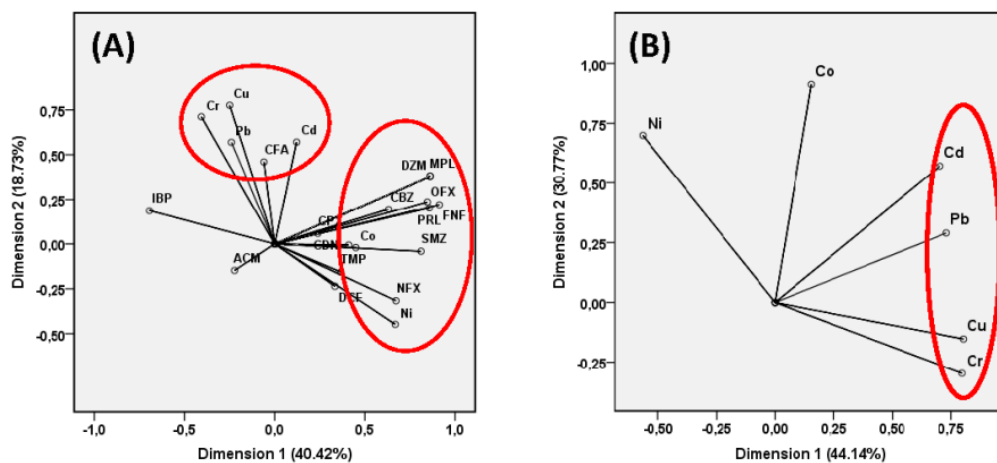 (A)
Cu
Cr
Pb
Cd
CFA
DZM MPL
IBP
CBZ
OFX
PRL FNF
CP
CDN
Co
SMZ
TMP
ACM
DCF
NFX
Ni
0,75
0,50
0,25
0,00
-0,25
-0,50
-1,0 -0,5 0,0 0,5 1,0
Dimension 2 (18.73%)
Dimension 1 (40.42%)
(B)
Co
Ni
Cd
Pb
Cu
Cr
1,00
0,75
0,50
0,25
0,00
-0,25
-0,50 -0,25 0,00 0,25 0,50 0,75
Dimension 2 (30.77%)
Dimension 1 (44.14%)